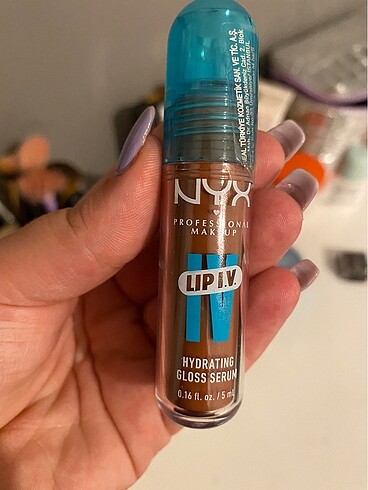 NYX
PROFESSIONAL
MAKEUP
LIP I.V.
IV
HYDRATING
GLOSS SERUM
0.16 fl. oz. / 5 ml
TÜRKİYE KOZMETİK SAN. VE TİC. A.Ş.